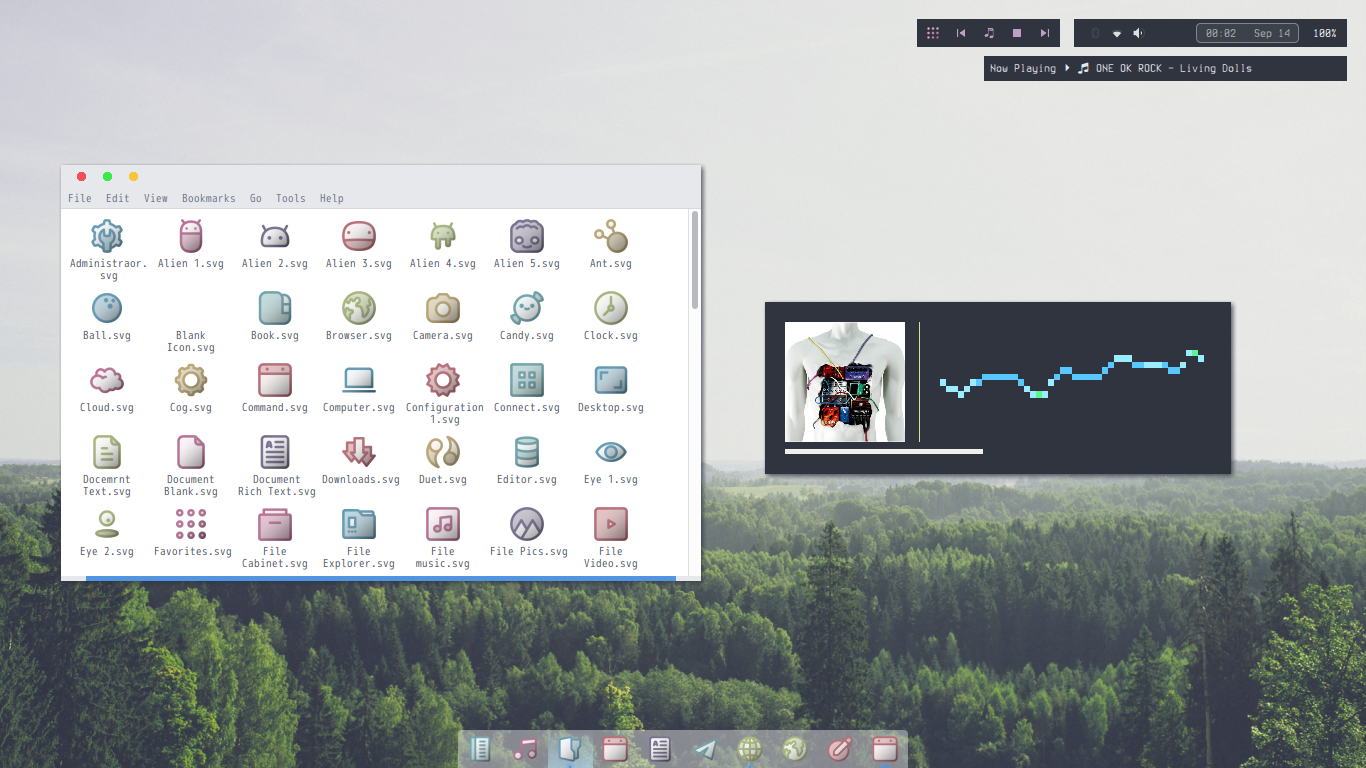 00:02 Sep 14 100%
Now Playing ONE OK ROCK - Living Dolls
File Edit View Bookmarks Go Tools Help
Administraor.svg Alien 1.svg Alien 2.svg Alien 3.svg Alien 4.svg Alien 5.svg Ant.svg
Ball.svg Blank Icon.svg Book.svg Browser.svg Camera.svg Candy.svg Clock.svg
Cloud.svg Cog.svg Command.svg Computer.svg Configuration 1.svg Connect.svg Desktop.svg
Docemrnt Text.svg Document Blank.svg Document Rich Text.svg Downloads.svg Duet.svg Editor.svg Eye 1.svg
Eye 2.svg Favorites.svg File Cabinet.svg File Explorer.svg File music.svg File Pics.svg File Video.svg